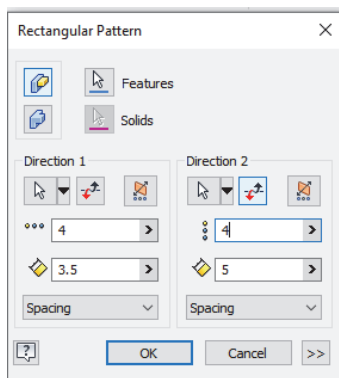 Rectangular Pattern
Features
Solids
Direction 1
Direction 2
4
4
3.5
5
Spacing
Spacing
OK
Cancel
>>